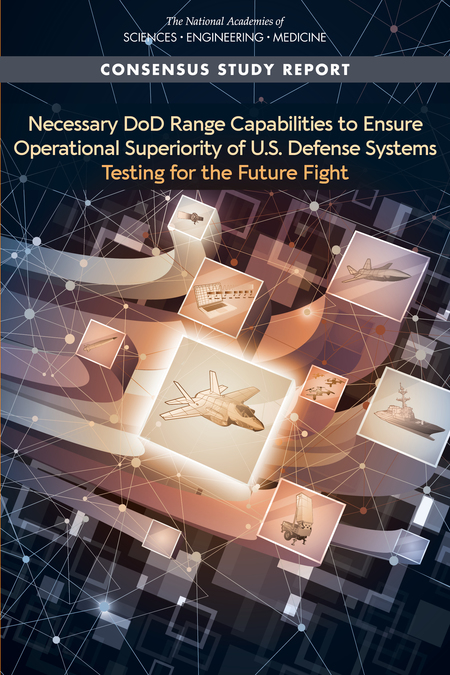 The National Academies of
SCIENCES • ENGINEERING • MEDICINE
CONSENSUS STUDY REPORT
Necessary DoD Range Capabilities to Ensure
Operational Superiority of U.S. Defense Systems
Testing for the Future Fight